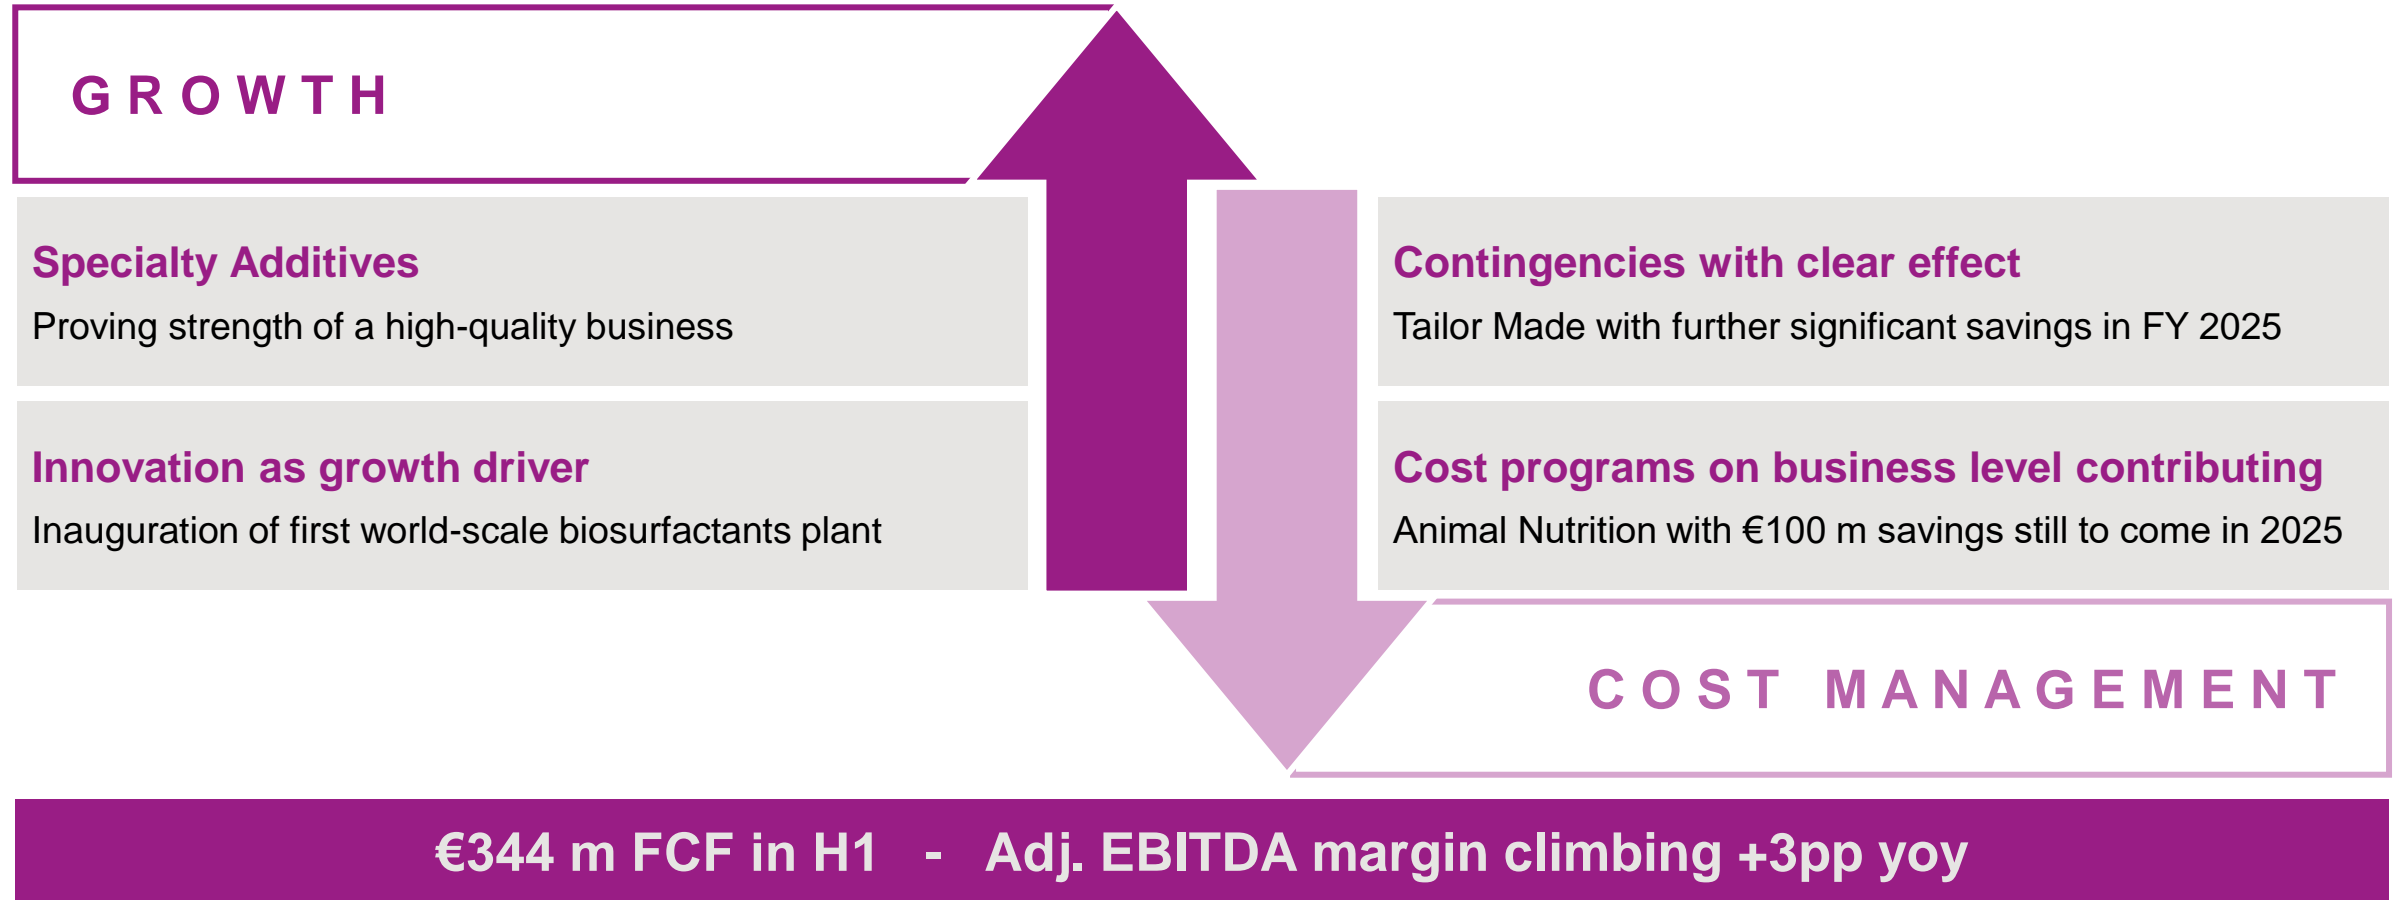 GROWTH
Specialty Additives
Proving strength of a high-quality business
Innovation as growth driver
Inauguration of first world-scale biosurfactants plant
Contingencies with clear effect
Tailor Made with further significant savings in FY 2025
Cost programs on business level contributing
Animal Nutrition with €100 m savings still to come in 2025
COST MANAGEMENT
€344 m FCF in H1 - Adj. EBITDA margin climbing +3pp yoy